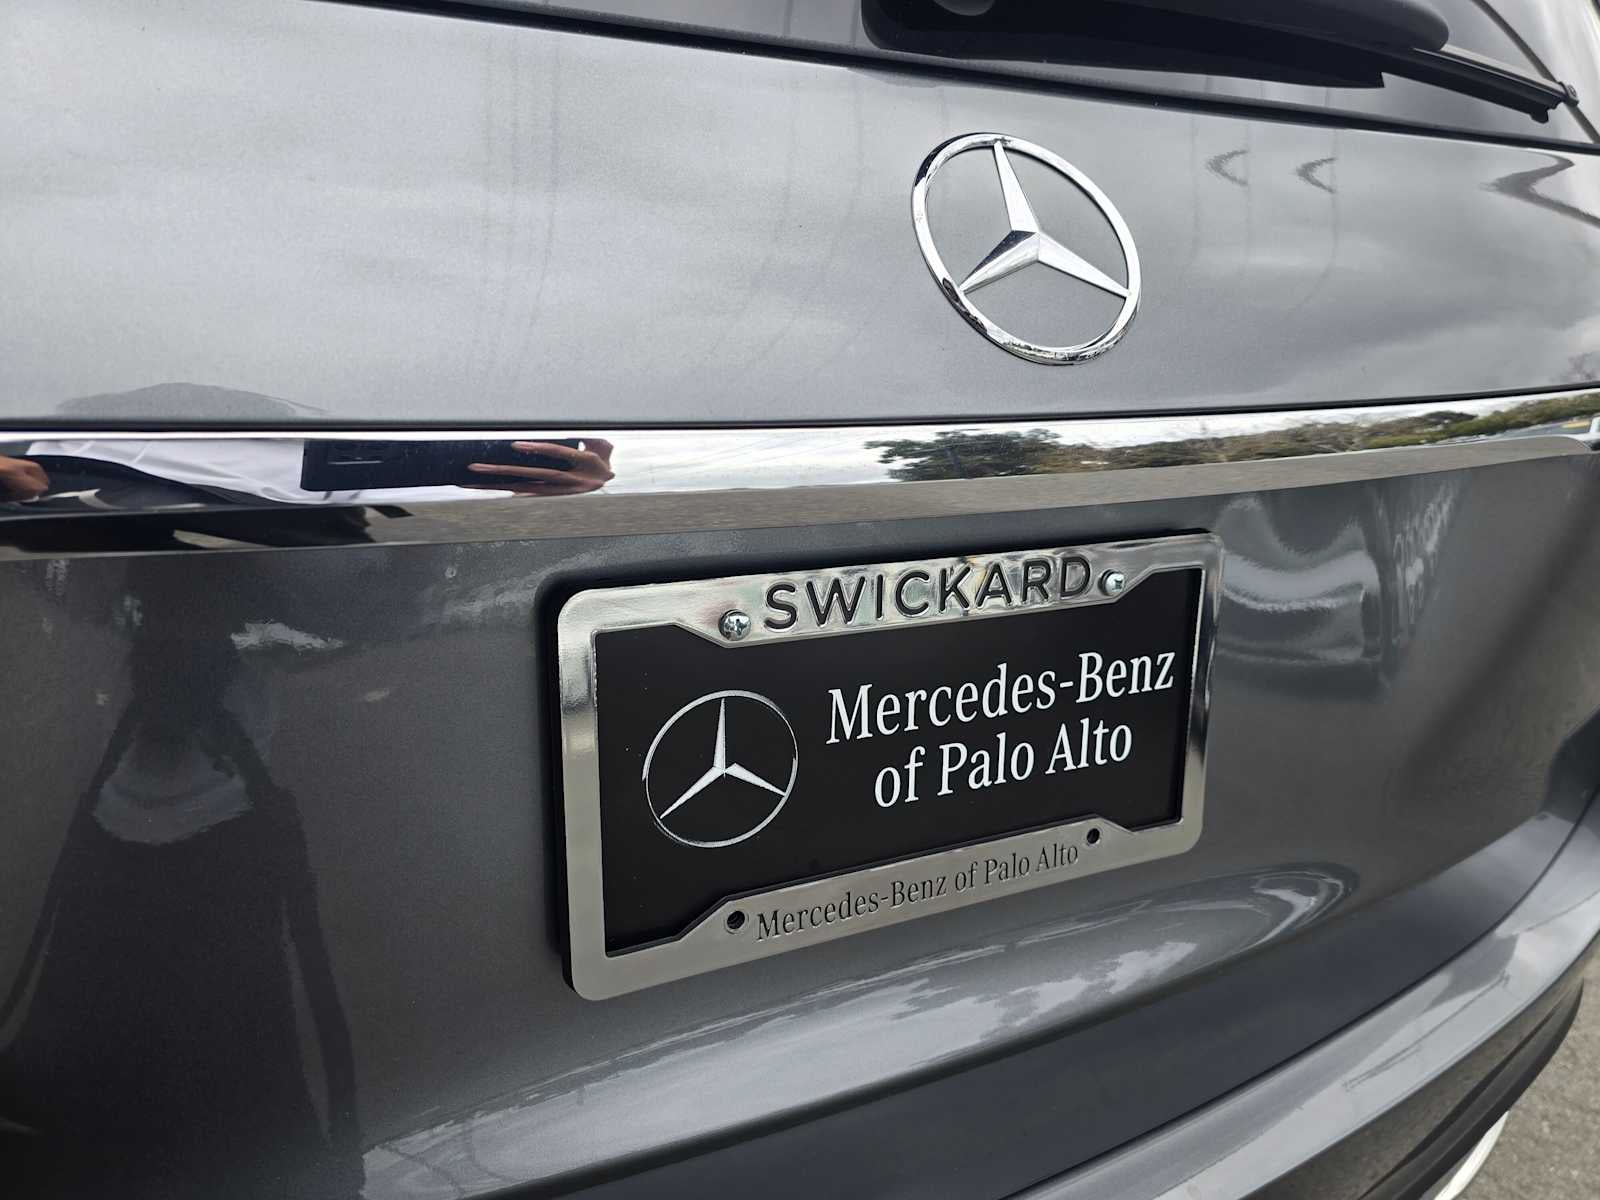 SWICKARD
Mercedes-Benz
of Palo Alto
Mercedes-Benz of Palo Alto